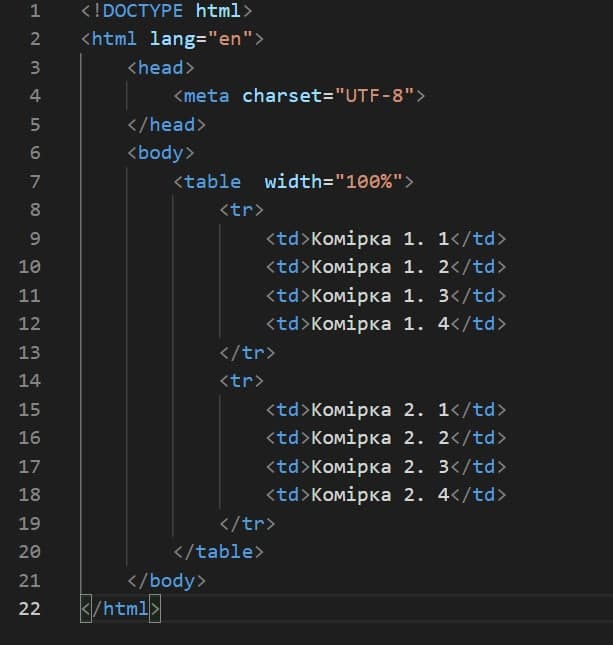 1 <!DOCTYPE html>
2 <html lang="en">
3     <head>
4         <meta charset="UTF-8">
5     </head>
6     <body>
7         <table  width="100%">
8             <tr>
9                 <td>Комірка 1. 1</td>
10                 <td>Комірка 1. 2</td>
11                 <td>Комірка 1. 3</td>
12                 <td>Комірка 1. 4</td>
13             </tr>
14             <tr>
15                 <td>Комірка 2. 1</td>
16                 <td>Комірка 2. 2</td>
17                 <td>Комірка 2. 3</td>
18                 <td>Комірка 2. 4</td>
19             </tr>
20         </table>
21     </body>
22 </html>